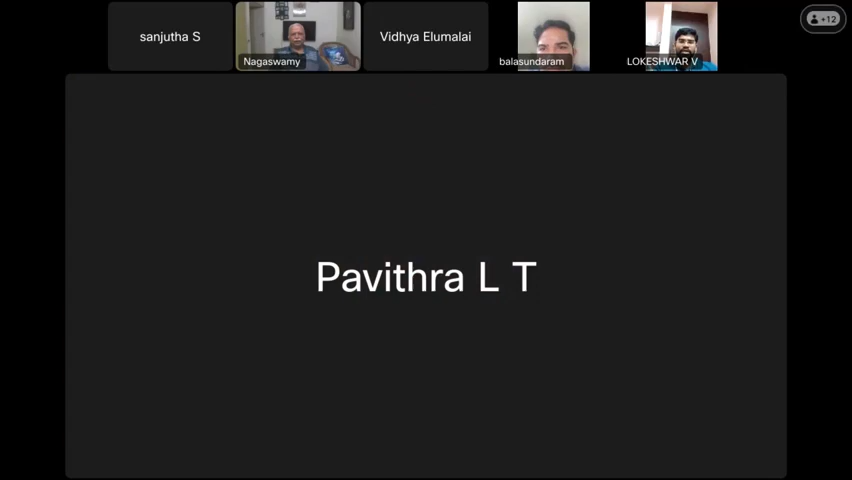 sanjutha S
Nagaswamy
Vidhya Elumalai
balasundaram
LOKESHWAR V
+12
Pavithra L T